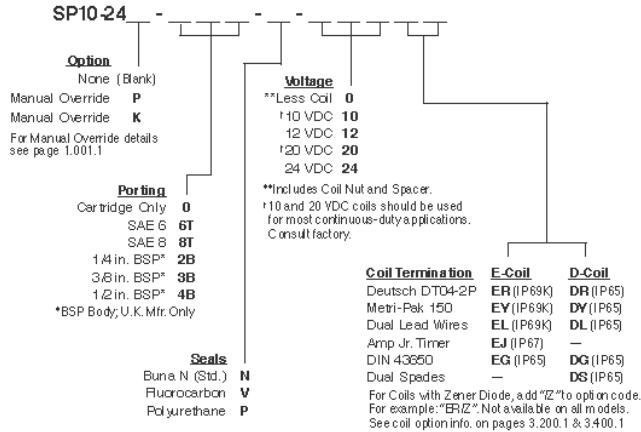 SP10-24__ - ____ - __ - ____ ____
Option
None (Blank)
Manual Override P
Manual Override K
For Manual Override details
see page 1.001.1
Voltage
**Less Coil 0
†10 VDC 10
12 VDC 12
†20 VDC 20
24 VDC 24
**Includes Coil Nut and Spacer.
†10 and 20 VDC coils should be used
for most continuous-duty applications.
Consult factory.
Porting
Cartridge Only 0
SAE 6 6T
SAE 8 8T
1/4 in. BSP* 2B
3/8 in. BSP* 3B
1/2 in. BSP* 4B
*BSP Body; U.K. Mfr. Only
Seals
Buna N (Std.) N
Fluorocarbon V
Polyurethane P
Coil Termination E-Coil D-Coil
Deutsch DT04-2P ER (IP69K) DR (IP65)
Metri-Pak 150 EY (IP69K) DY (IP65)
Dual Lead Wires EL (IP69K) DL (IP65)
Amp Jr. Timer EJ (IP67) —
DIN 43650 EG (IP65) DG (IP65)
Dual Spades — DS (IP65)
For Coils with Zener Diode, add "/Z" to option code.
For example: "ER/Z". Not available on all models.
See coil option info. on pages 3.200.1 & 3.400.1